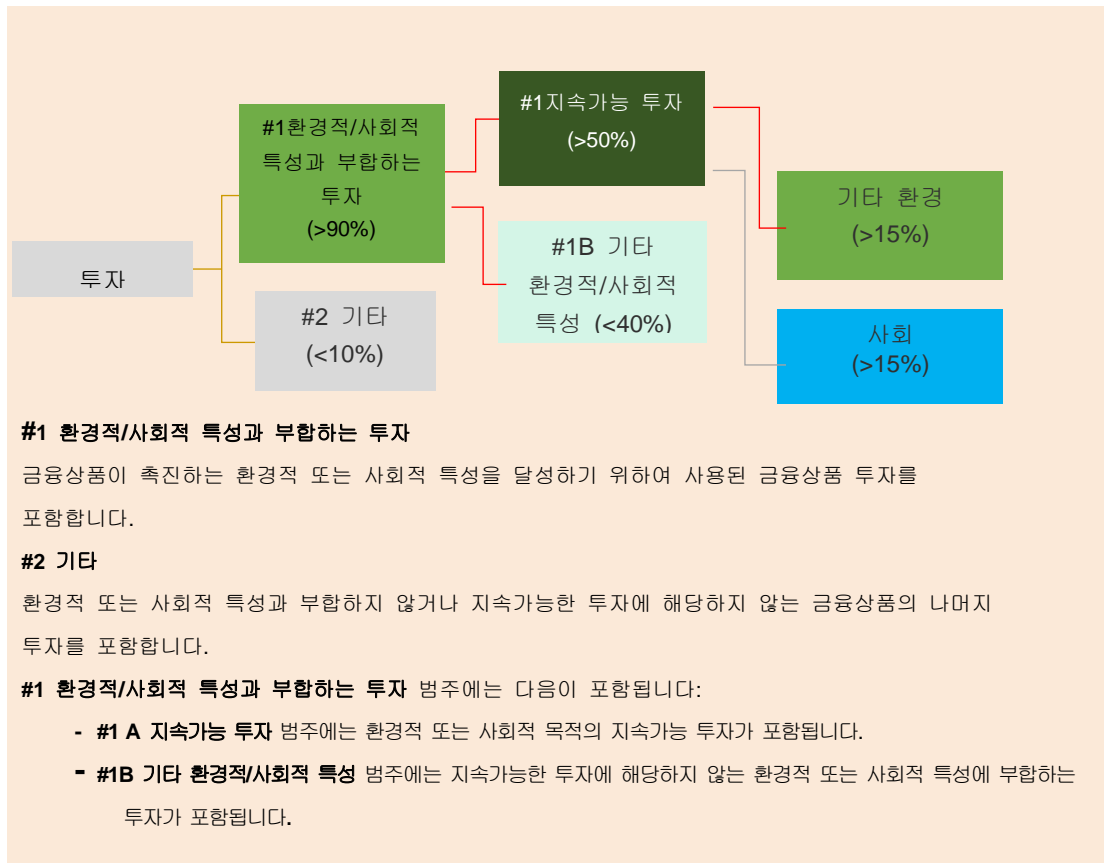 #1지속가능 투자
(>50%)
#1환경적/사회적
특성과 부합하는
투자
(>90%)
기타 환경
(>15%)
#1B 기타
환경적/사회적
특성 (<40%)
투자
#2 기타
(<10%)
사회
(>15%)
#1 환경적/사회적 특성과 부합하는 투자
금융상품이 촉진하는 환경적 또는 사회적 특성을 달성하기 위하여 사용된 금융상품 투자를
포함합니다.
#2 기타
환경적 또는 사회적 특성과 부합하지 않거나 지속가능한 투자에 해당하지 않는 금융상품의 나머지
투자를 포함합니다.
#1 환경적/사회적 특성과 부합하는 투자 범주에는 다음이 포함됩니다:
- #1 A 지속가능 투자 범주에는 환경적 또는 사회적 목적의 지속가능 투자가 포함됩니다.
- #1B 기타 환경적/사회적 특성 범주에는 지속가능한 투자에 해당하지 않는 환경적 또는 사회적 특성에 부합하는
투자가 포함됩니다.